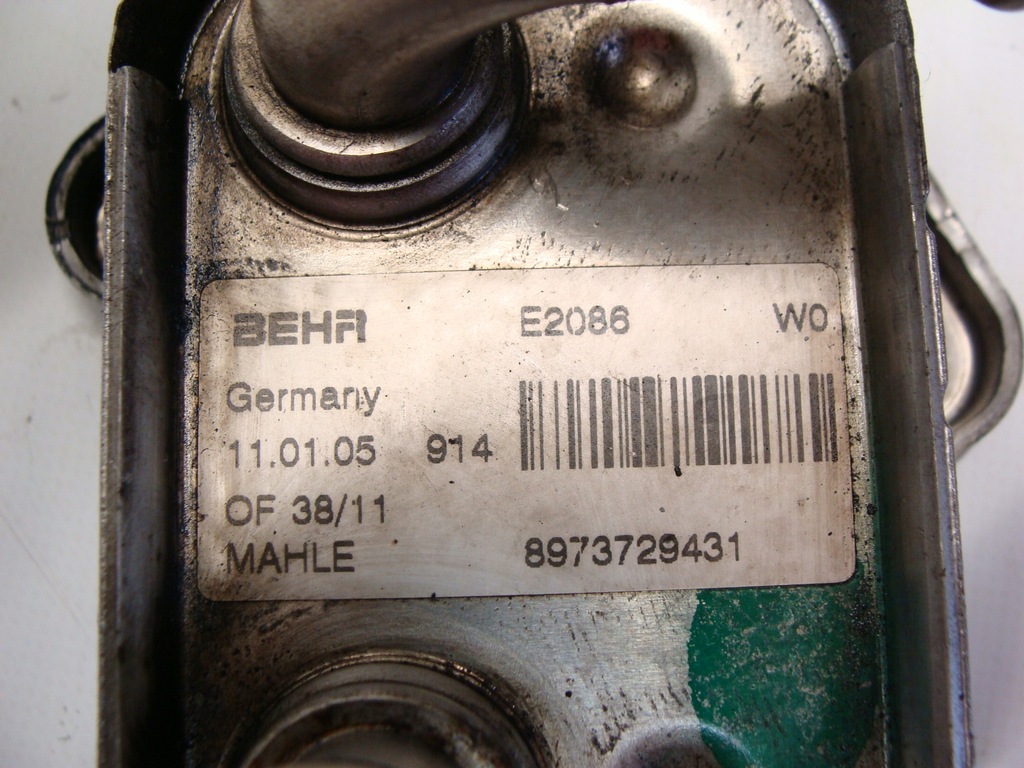 BEHR E2086 W0
Germany
11.01.05 914
OF 38/11
MAHLE 8973729431